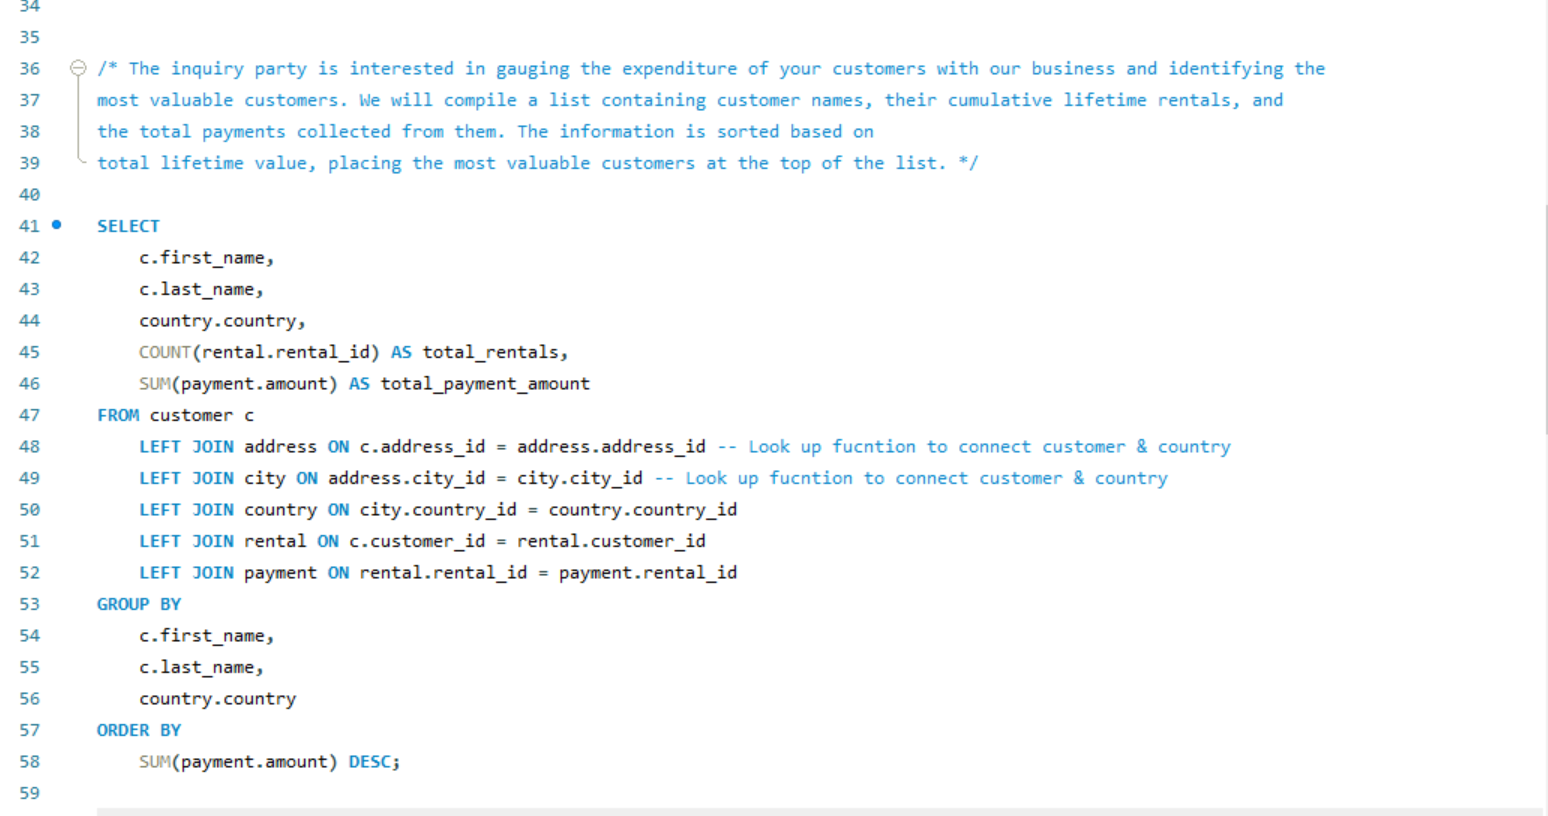 34
35
36 /* The inquiry party is interested in gauging the expenditure of your customers with our business and identifying the
37 most valuable customers. We will compile a list containing customer names, their cumulative lifetime rentals, and
38 the total payments collected from them. The information is sorted based on
39 total lifetime value, placing the most valuable customers at the top of the list. */
40
41 SELECT
42 c.first_name,
43 c.last_name,
44 country.country,
45 COUNT(rental.rental_id) AS total_rentals,
46 SUM(payment.amount) AS total_payment_amount
47 FROM customer c
48 LEFT JOIN address ON c.address_id = address.address_id -- Look up fucntion to connect customer & country
49 LEFT JOIN city ON address.city_id = city.city_id -- Look up fucntion to connect customer & country
50 LEFT JOIN country ON city.country_id = country.country_id
51 LEFT JOIN rental ON c.customer_id = rental.customer_id
52 LEFT JOIN payment ON rental.rental_id = payment.rental_id
53 GROUP BY
54 c.first_name,
55 c.last_name,
56 country.country
57 ORDER BY
58 SUM(payment.amount) DESC;
59